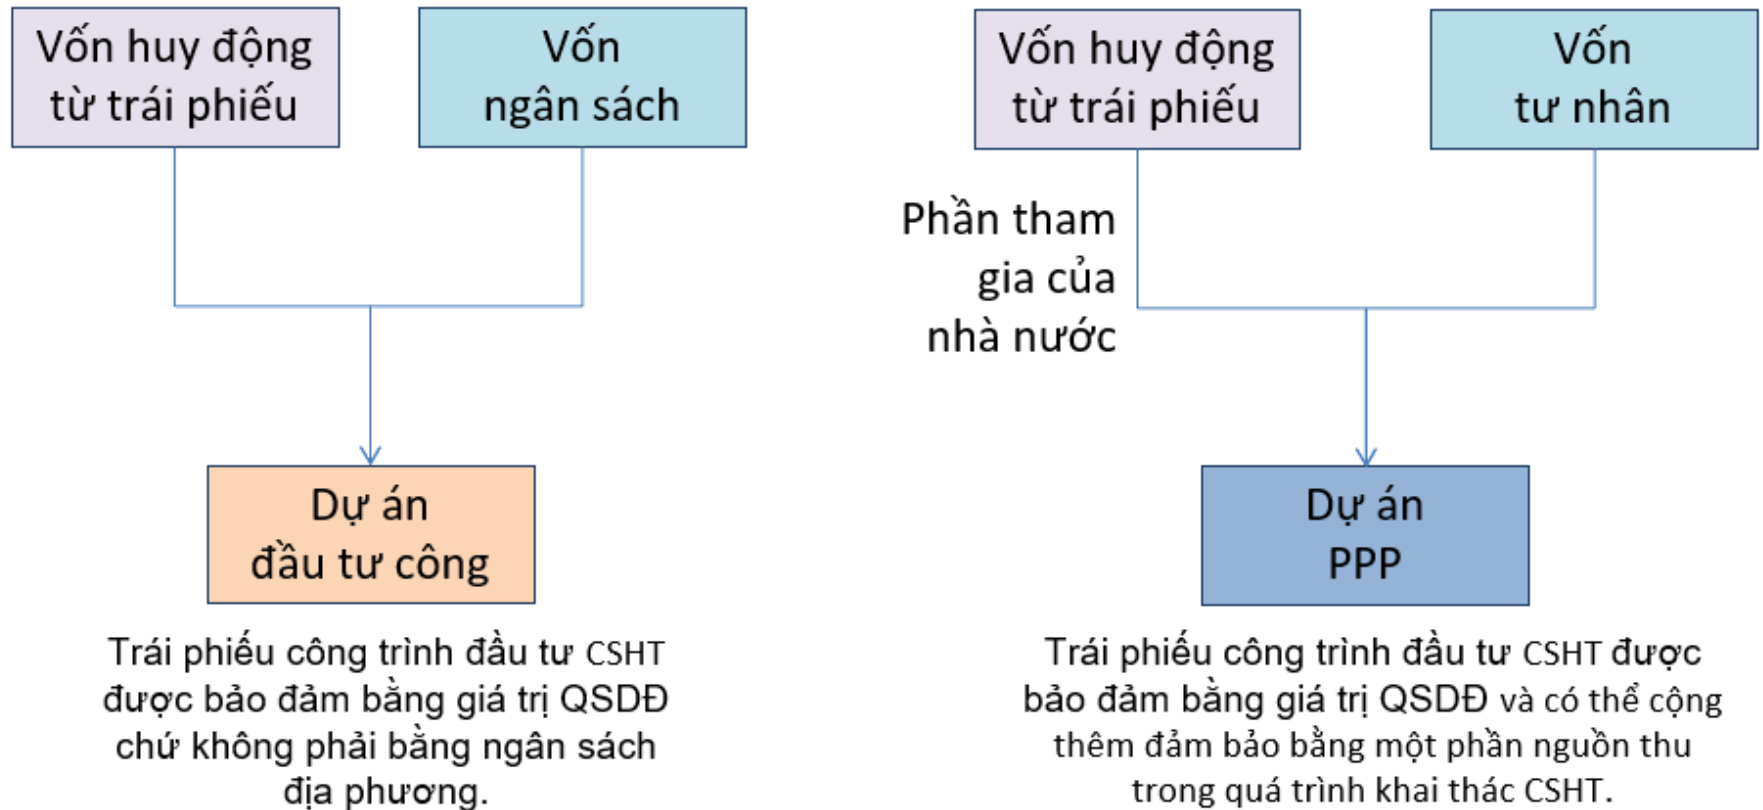 Vốn huy động
từ trái phiếu
Vốn
ngân sách
Dự án
đầu tư công
Trái phiếu công trình đầu tư CSHT
được bảo đảm bằng giá trị QSDĐ
chứ không phải bằng ngân sách
địa phương.
Vốn huy động
từ trái phiếu
Vốn
tư nhân
Phần tham
gia của
nhà nước
Dự án
PPP
Trái phiếu công trình đầu tư CSHT được
bảo đảm bằng giá trị QSDĐ và có thể cộng
thêm đảm bảo bằng một phần nguồn thu
trong quá trình khai thác CSHT.